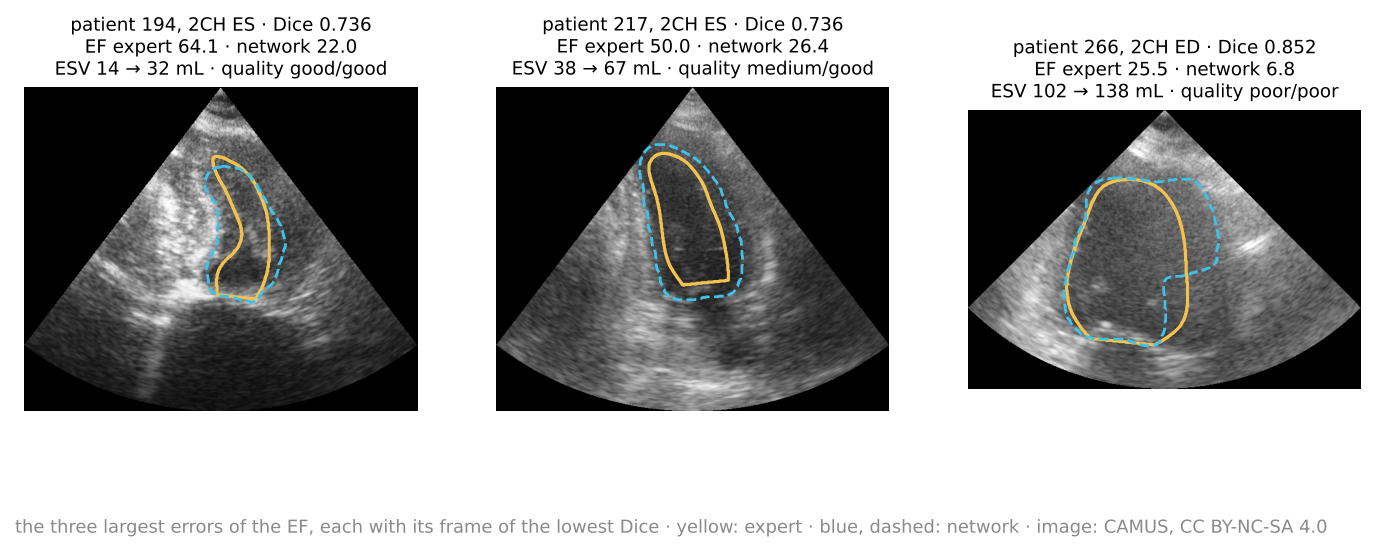 patient 194, 2CH ES · Dice 0.736
EF expert 64.1 · network 22.0
ESV 14 → 32 mL · quality good/good
patient 217, 2CH ES · Dice 0.736
EF expert 50.0 · network 26.4
ESV 38 → 67 mL · quality medium/good
patient 266, 2CH ED · Dice 0.852
EF expert 25.5 · network 6.8
ESV 102 → 138 mL · quality poor/poor
the three largest errors of the EF, each with its frame of the lowest Dice · yellow: expert · blue, dashed: network · image: CAMUS, CC BY-NC-SA 4.0